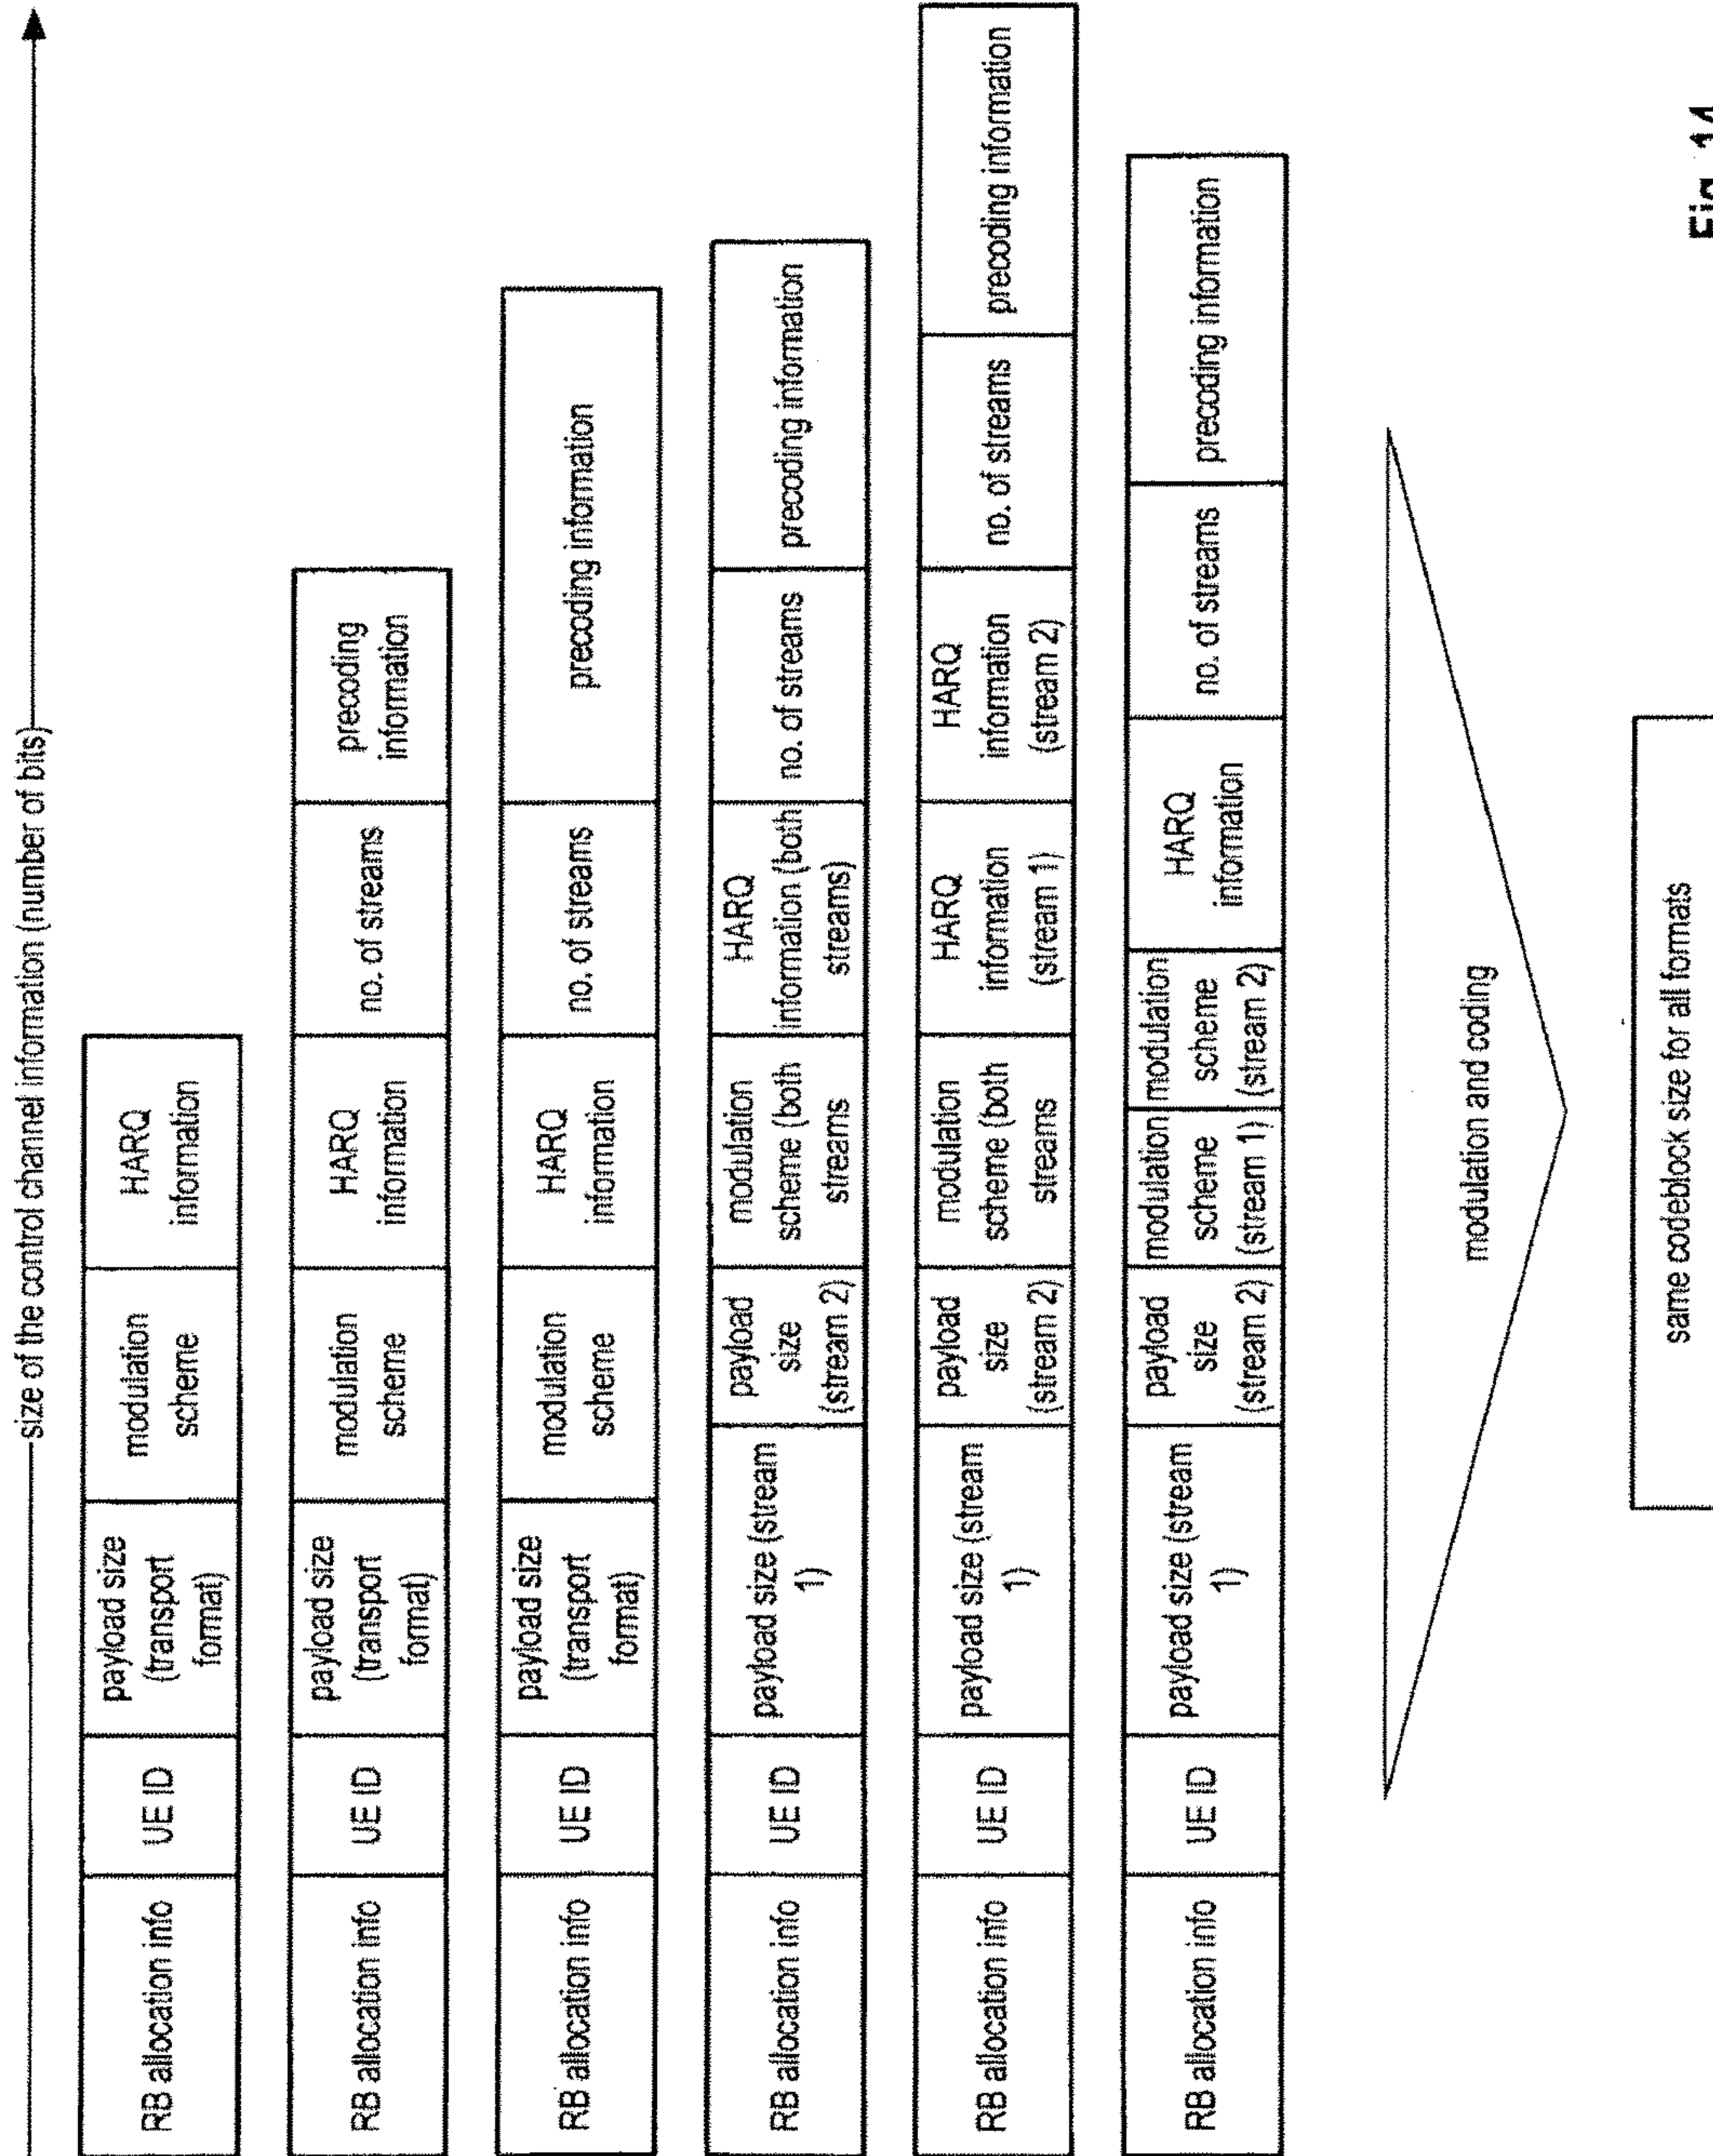 size of the control channel information (number of bits)
RB allocation info
UE ID
payload size
(transport
format)
modulation
scheme
HARQ
information
RB allocation info
UE ID
payload size
(transport
format)
modulation
scheme
HARQ
information
no. of streams
precoding
information
RB allocation info
UE ID
payload size
(transport
format)
modulation
scheme
HARQ
information
no. of streams
precoding information
RB allocation info
UE ID
payload size (stream
1)
payload
size
(stream 2)
modulation
scheme (both
streams
HARQ
information (both
streams)
no. of streams
precoding information
RB allocation info
UE ID
payload size (stream
1)
payload
size
(stream 2)
modulation
scheme (both
streams
HARQ
information
(stream 1)
HARQ
information
(stream 2)
no. of streams
precoding information
RB allocation info
UE ID
payload size (stream
1)
payload
size
(stream 2)
modulation
scheme
(stream 1)
modulation
scheme
(stream 2)
HARQ
information
no. of streams
precoding information
modulation and coding
same codeblock size for all formats
Fig. 14